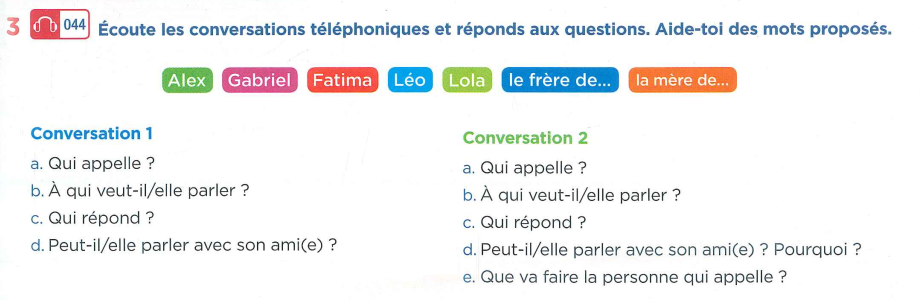 3 044 Écoute les conversations téléphoniques et réponds aux questions. Aide-toi des mots proposés.
Alex Gabriel Fatima Léo Lola le frère de... la mère de...
Conversation 1
a. Qui appelle ?
b. À qui veut-il/elle parler ?
c. Qui répond ?
d. Peut-il/elle parler avec son ami(e) ?
Conversation 2
a. Qui appelle ?
b. À qui veut-il/elle parler ?
c. Qui répond ?
d. Peut-il/elle parler avec son ami(e) ? Pourquoi ?
e. Que va faire la personne qui appelle ?